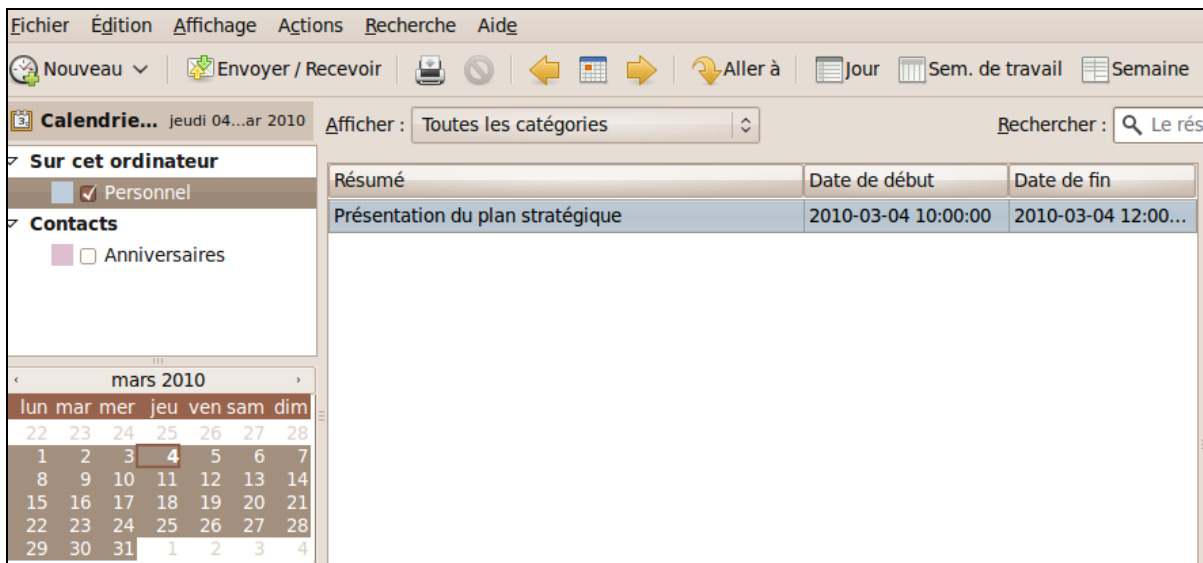 Fichier Édition Affichage Actions Recherche Aide
Nouveau Envoyer / Recevoir Aller à Jour Sem. de travail Semaine
Calendrie... jeudi 04...ar 2010 Afficher : Toutes les catégories Rechercher : Le rés
Sur cet ordinateur
Personnel
Contacts
Anniversaires
Résumé Date de début Date de fin
Présentation du plan stratégique 2010-03-04 10:00:00 2010-03-04 12:00...
mars 2010
lun mar mer jeu ven sam dim
22 23 24 25 26 27 28
1 2 3 4 5 6 7
8 9 10 11 12 13 14
15 16 17 18 19 20 21
22 23 24 25 26 27 28
29 30 31 1 2 3 4